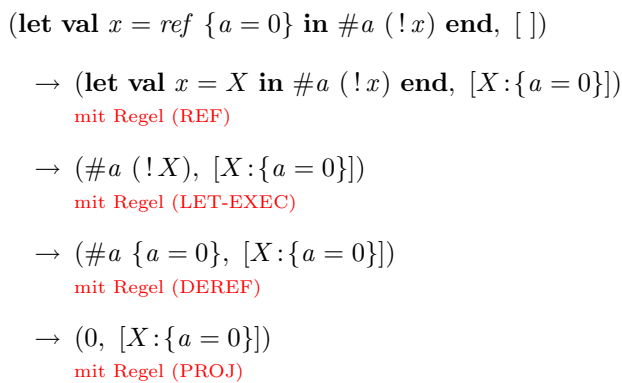 (let val x = ref {a = 0} in #a (!x) end, [ ])
→ (let val x = X in #a (!x) end, [X:{a = 0}])
mit Regel (REF)
→ (#a (!X), [X:{a = 0}])
mit Regel (LET-EXEC)
→ (#a {a = 0}, [X:{a = 0}])
mit Regel (DEREF)
→ (0, [X:{a = 0}])
mit Regel (PROJ)